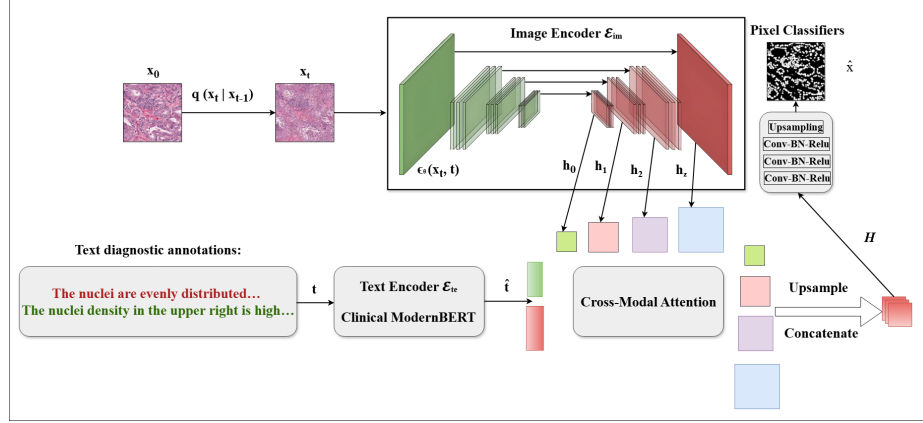 Image Encoder ℰim
Pixel Classifiers
x0
q (xt | xt-1)
xt
x̂
Upsampling
Conv-BN-Relu
Conv-BN-Relu
Conv-BN-Relu
ϵθ(xt, t)
h0
h1
h2
hz
H
Text diagnostic annotations:
The nuclei are evenly distributed…
The nuclei density in the upper right is high…
t
Text Encoder ℰte
Clinical ModernBERT
t̂
Cross-Modal Attention
Upsample
Concatenate